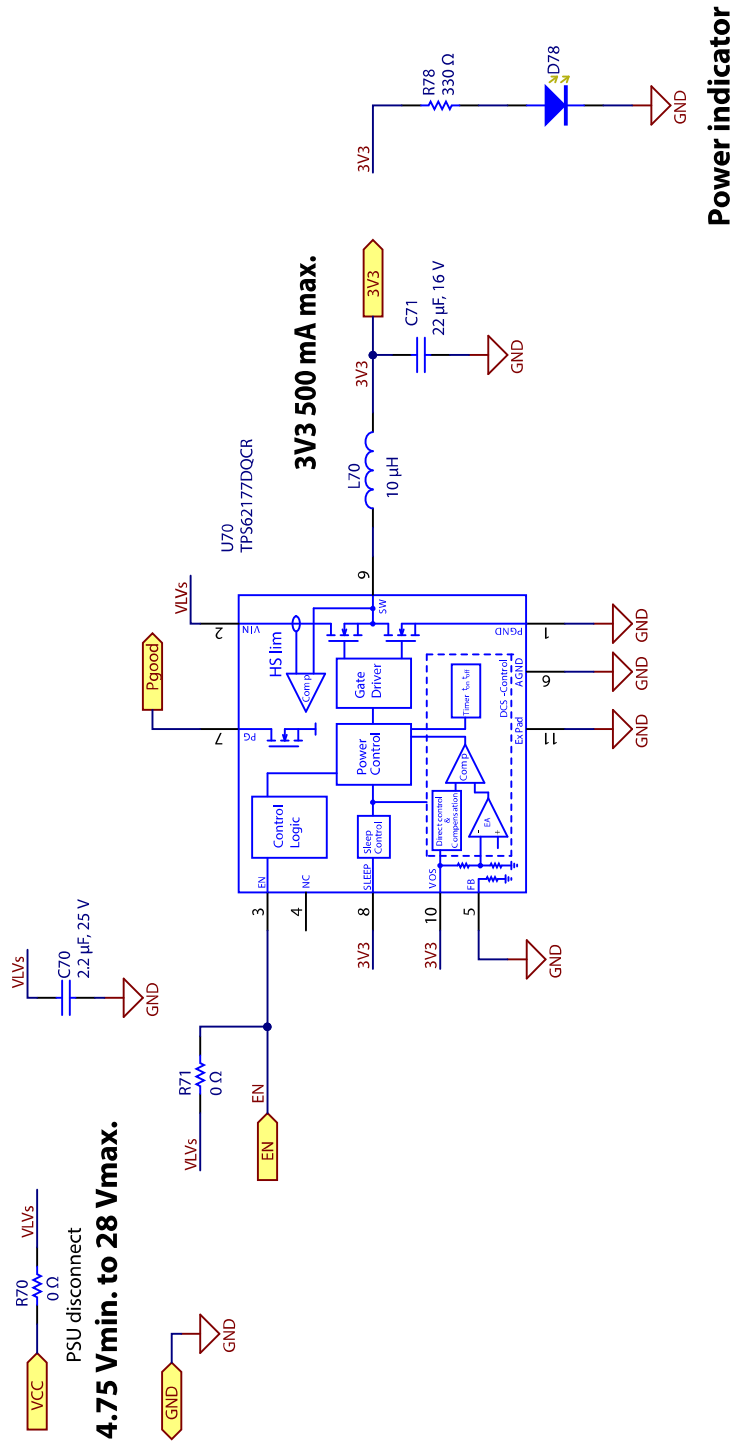 VCC
R70
0 Ω
VLVs
PSU disconnect
4.75 Vmin. to 28 Vmax.
GND
GND
VLVs
C70
2.2 µF, 25 V
GND
VLVs
R71
0 Ω
EN
EN
3
4
8
3V3
10
3V3
5
GND
EN
NC
SLEEP
VOS
FB
Control
Logic
Sleep
Control
Power
Control
Gate
Driver
HS lim
Comp
Direct control
&
Compensation
EA
-
+
Comp
Timer ton toff
DCS -Control
PG
VIN
SW
PGND
AGND
ExPad
7
Pgood
2
VLVs
U70
TPS62177DQCR
9
1
GND
6
GND
11
GND
L70
10 µH
3V3 500 mA max.
3V3
3V3
C71
22 µF, 16 V
GND
3V3
R78
330 Ω
D78
GND
Power indicator